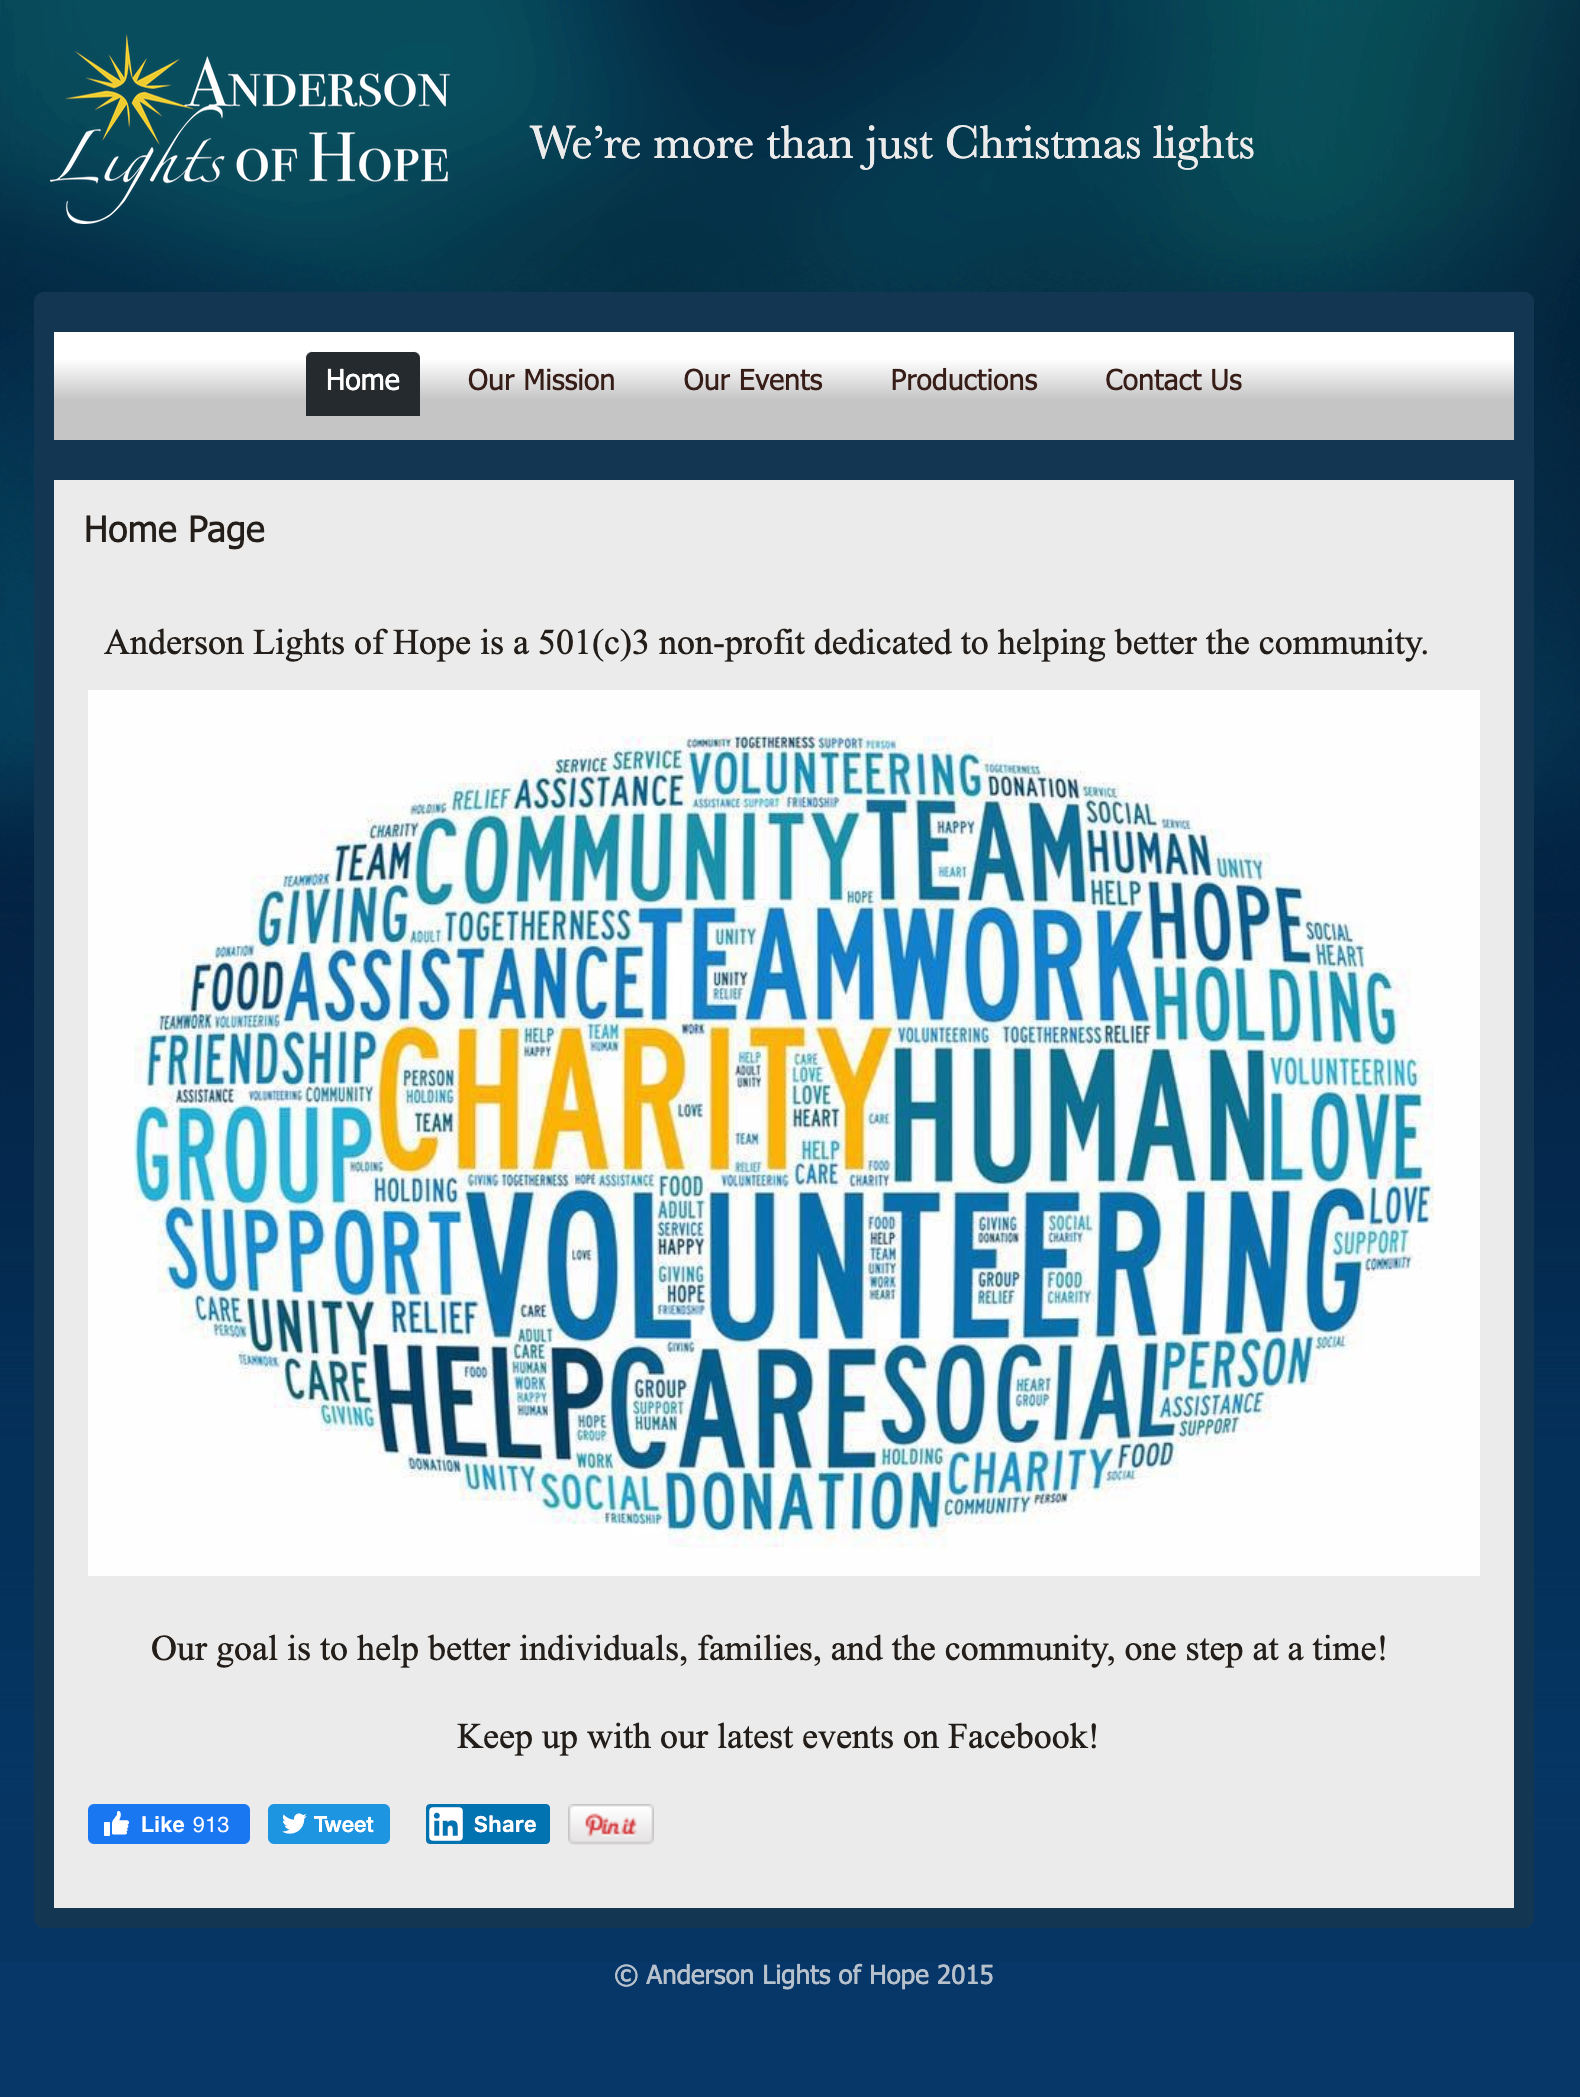 ANDERSON
Lights OF HOPE
We're more than just Christmas lights
Home Our Mission Our Events Productions Contact Us
Home Page
Anderson Lights of Hope is a 501(c)3 non-profit dedicated to helping better the community.
COMMUNITY TOGETHERNESS SUPPORT PERSON
SERVICE SERVICE VOLUNTEERING TOGETHERNESS
HOLDING RELIEF ASSISTANCE DONATION SERVICE
ASSISTANCE SUPPORT FRIENDSHIP
CHARITY COMMUNITY TEAM HAPPY SOCIAL SERVICE
TEAMWORK TEAM HEART HUMAN UNITY
GIVING HOPE HELP HOPE
ADULT TOGETHERNESS TEAMWORK UNITY SOCIAL
DONATION HEART
FOOD ASSISTANCE UNITY RELIEF HOLDING
TEAMWORK VOLUNTEERING HELP HAPPY TEAM HUMAN WORK VOLUNTEERING TOGETHERNESS RELIEF
FRIENDSHIP CHARITY HUMAN VOLUNTEERING
PERSON HOLDING TEAM HELP ADULT UNITY CARE LOVE LOVE HEART
ASSISTANCE VOLUNTEERING COMMUNITY LOVE CARE
GROUP TEAM HELP LOVE
HOLDING RELIEF CARE FOOD
HOLDING GIVING TOGETHERNESS HOPE ASSISTANCE FOOD VOLUNTEERING CHARITY
SUPPORT VOLUNTEERING LOVE
ADULT SERVICE HAPPY GIVING HOPE FRIENDSHIP
LOVE FOOD HELP TEAM UNITY WORK HEART
GIVING DONATION GROUP RELIEF SOCIAL CHARITY FOOD CHARITY
SUPPORT COMMUNITY
CARE PERSON UNITY RELIEF CARE
TEAMWORK CARE HELP CARE SOCIAL PERSON SOCIAL
FOOD ADULT CARE HUMAN WORK HAPPY HUMAN GIVING
GROUP SUPPORT HUMAN HEART GROUP ASSISTANCE
GIVING HOPE GROUP SUPPORT
DONATION UNITY WORK HOLDING CHARITY FOOD
SOCIAL DONATION SOCIAL
FRIENDSHIP COMMUNITY PERSON
Our goal is to help better individuals, families, and the community, one step at a time!
Keep up with our latest events on Facebook!
Like 913 Tweet in Share Pin it
© Anderson Lights of Hope 2015